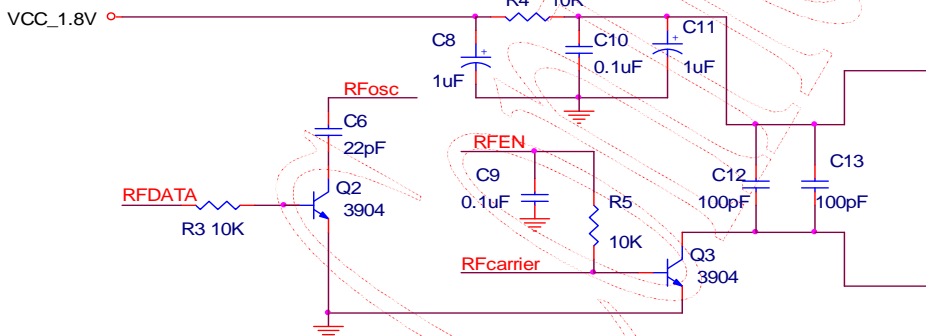 VCC_1.8V
R4 10K
C8
1uF
C10
0.1uF
C11
1uF
RFosc
C6
22pF
RFEN
C9
0.1uF
C12
100pF
C13
100pF
RFDATA
R3 10K
Q2
3904
R5
10K
RFcarrier
Q3
3904